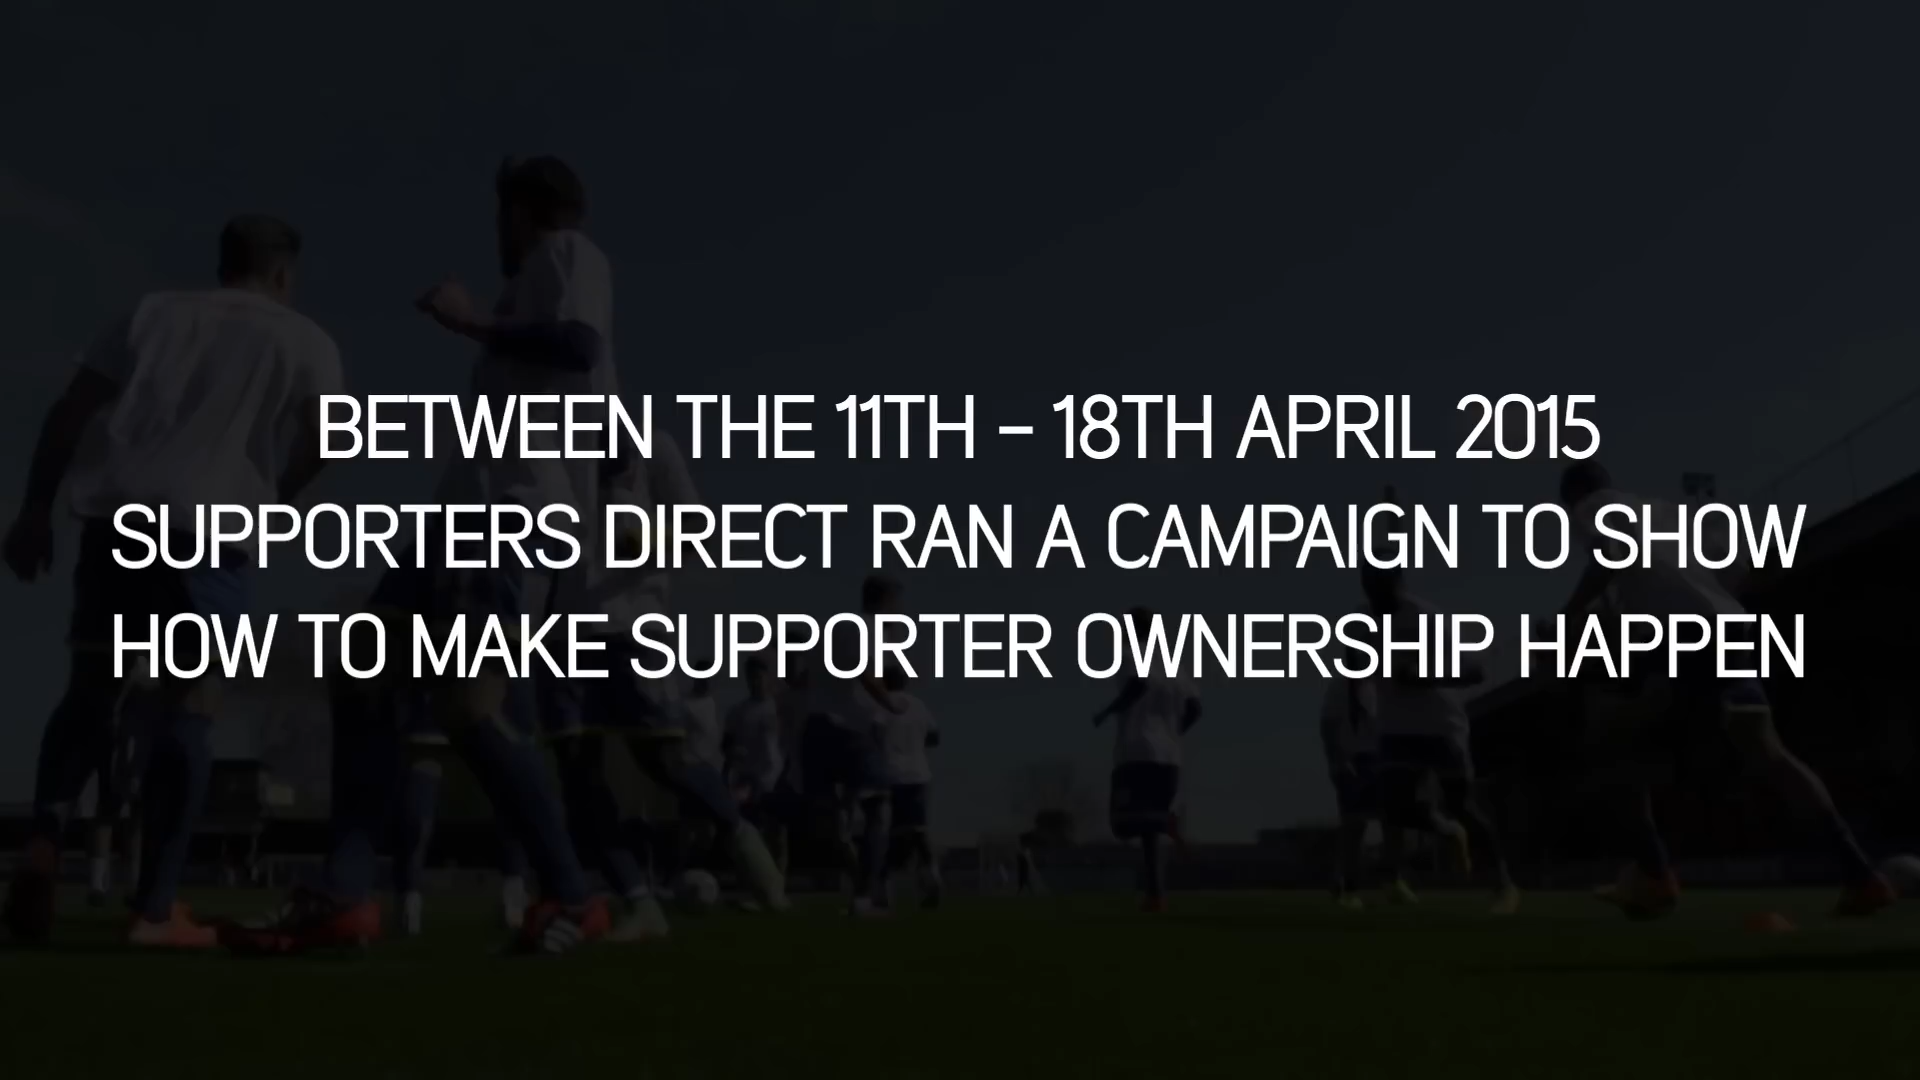 BETWEEN THE 11TH – 18TH APRIL 2015
SUPPORTERS DIRECT RAN A CAMPAIGN TO SHOW
HOW TO MAKE SUPPORTER OWNERSHIP HAPPEN